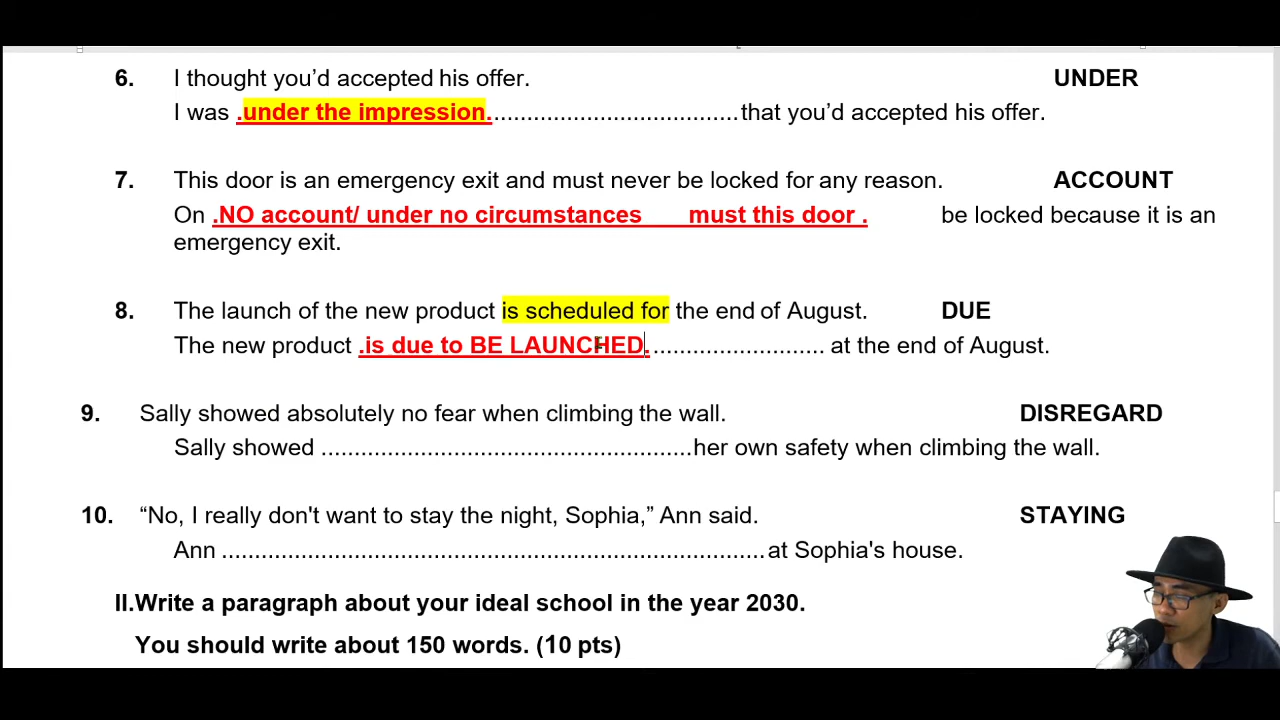 6. I thought you’d accepted his offer. UNDER
I was .under the impression......................................that you’d accepted his offer.
7. This door is an emergency exit and must never be locked for any reason. ACCOUNT
On .NO account/ under no circumstances must this door . be locked because it is an
emergency exit.
8. The launch of the new product is scheduled for the end of August. DUE
The new product .is due to BE LAUNCHED........................... at the end of August.
9. Sally showed absolutely no fear when climbing the wall. DISREGARD
Sally showed ........................................................her own safety when climbing the wall.
10. “No, I really don't want to stay the night, Sophia,” Ann said. STAYING
Ann ..................................................................................at Sophia's house.
II.Write a paragraph about your ideal school in the year 2030.
You should write about 150 words. (10 pts)